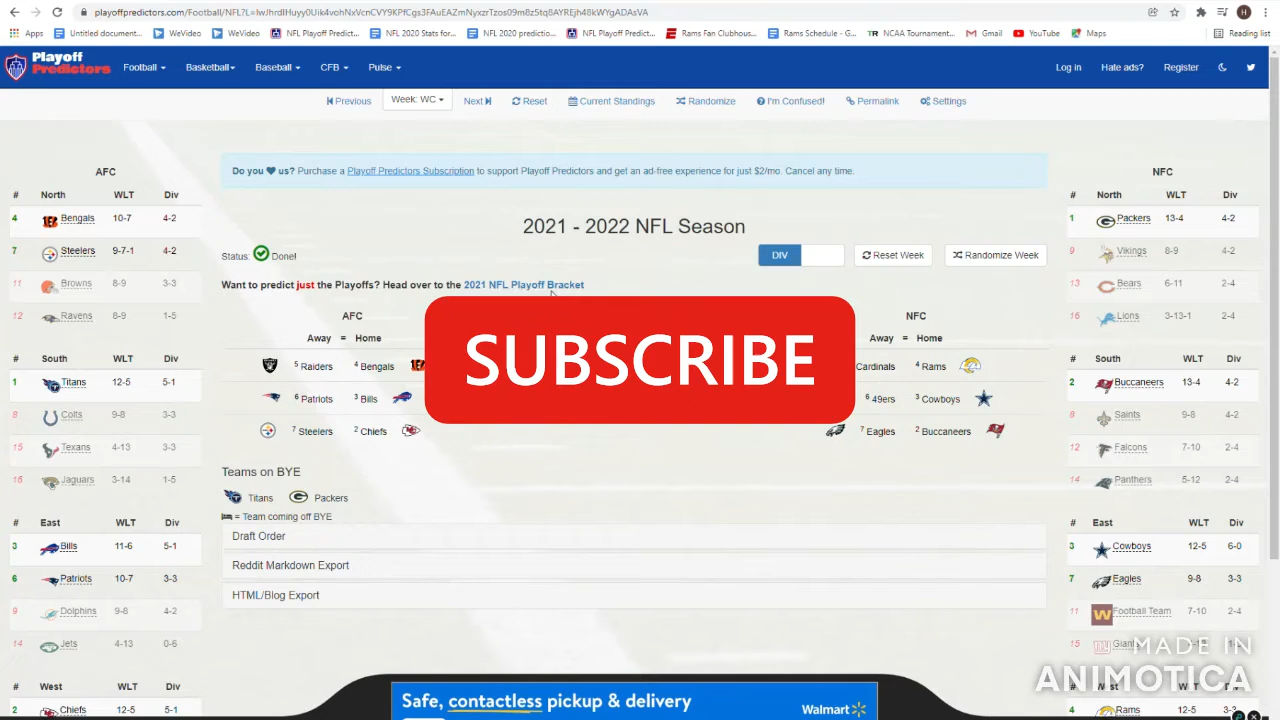 playoffpredictors.com/Football/NFL?L=
Apps Untitled document... WeVideo WeVideo NFL Playoff Predict... NFL 2020 Stats for... NFL 2020 predictio... NFL Playoff Predict... Rams Fan Clubhous... Rams Schedule - G... NCAA Tournament... Gmail YouTube Maps Reading list
Playoff Predictors Football Basketball Baseball CFB Pulse Log in Hate ads? Register
Previous Week: WC Next Reset Current Standings Randomize I'm Confused! Permalink Settings
Do you us? Purchase a Playoff Predictors Subscription to support Playoff Predictors and get an ad-free experience for just $2/mo. Cancel any time.
2021 - 2022 NFL Season
Status: Done! DIV Reset Week Randomize Week
Want to predict just the Playoffs? Head over to the 2021 NFL Playoff Bracket
AFC
# North WLT Div
4 Bengals 10-7 4-2
7 Steelers 9-7-1 4-2
11 Browns 8-9 3-3
12 Ravens 8-9 1-5
# South WLT Div
1 Titans 12-5 5-1
8 Colts 9-8 3-3
15 Texans 4-13 3-3
16 Jaguars 3-14 1-5
# East WLT Div
3 Bills 11-6 5-1
6 Patriots 10-7 3-3
9 Dolphins 9-8 4-2
14 Jets 4-13 0-6
# West WLT Div
2 Chiefs 12-5 5-1
AFC
Away = Home
5 Raiders 4 Bengals
6 Patriots 3 Bills
7 Steelers 2 Chiefs
SUBSCRIBE
NFC
Away = Home
Cardinals 4 Rams
6 49ers 3 Cowboys
7 Eagles 2 Buccaneers
Teams on BYE
Titans Packers
= Team coming off BYE
Draft Order
Reddit Markdown Export
HTML/Blog Export
NFC
# North WLT Div
1 Packers 13-4 4-2
9 Vikings 8-9 4-2
13 Bears 6-11 2-4
16 Lions 3-13-1 2-4
# South WLT Div
2 Buccaneers 13-4 4-2
8 Saints 9-8 4-2
12 Falcons 7-10 2-4
14 Panthers 5-12 2-4
# East WLT Div
3 Cowboys 12-5 6-0
7 Eagles 9-8 3-3
11 Football Team 7-10 2-4
15 Giants
# West WLT Div
4 Rams 12-5
MADE IN
ANIMOTICA
Safe, contactless pickup & delivery
Walmart